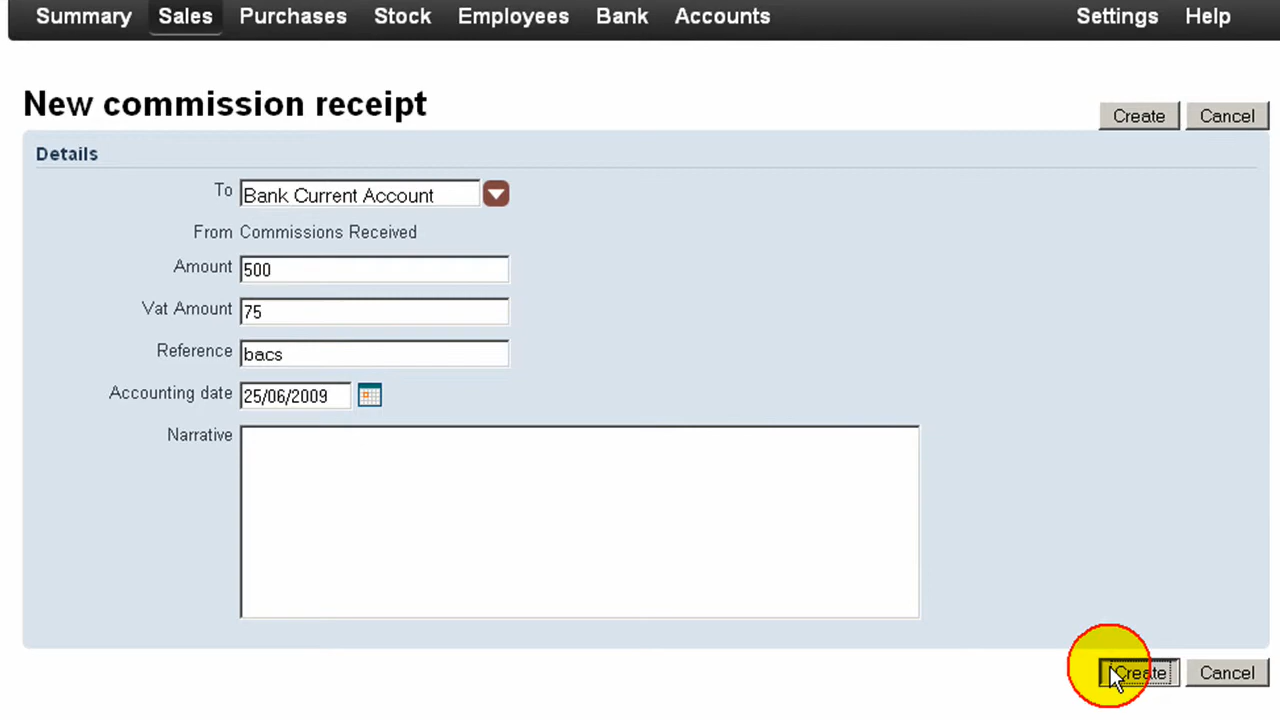 Summary Sales Purchases Stock Employees Bank Accounts Settings Help
New commission receipt
Create Cancel
Details
To Bank Current Account
From Commissions Received
Amount 500
Vat Amount 75
Reference bacs
Accounting date 25/06/2009
Narrative
Create Cancel